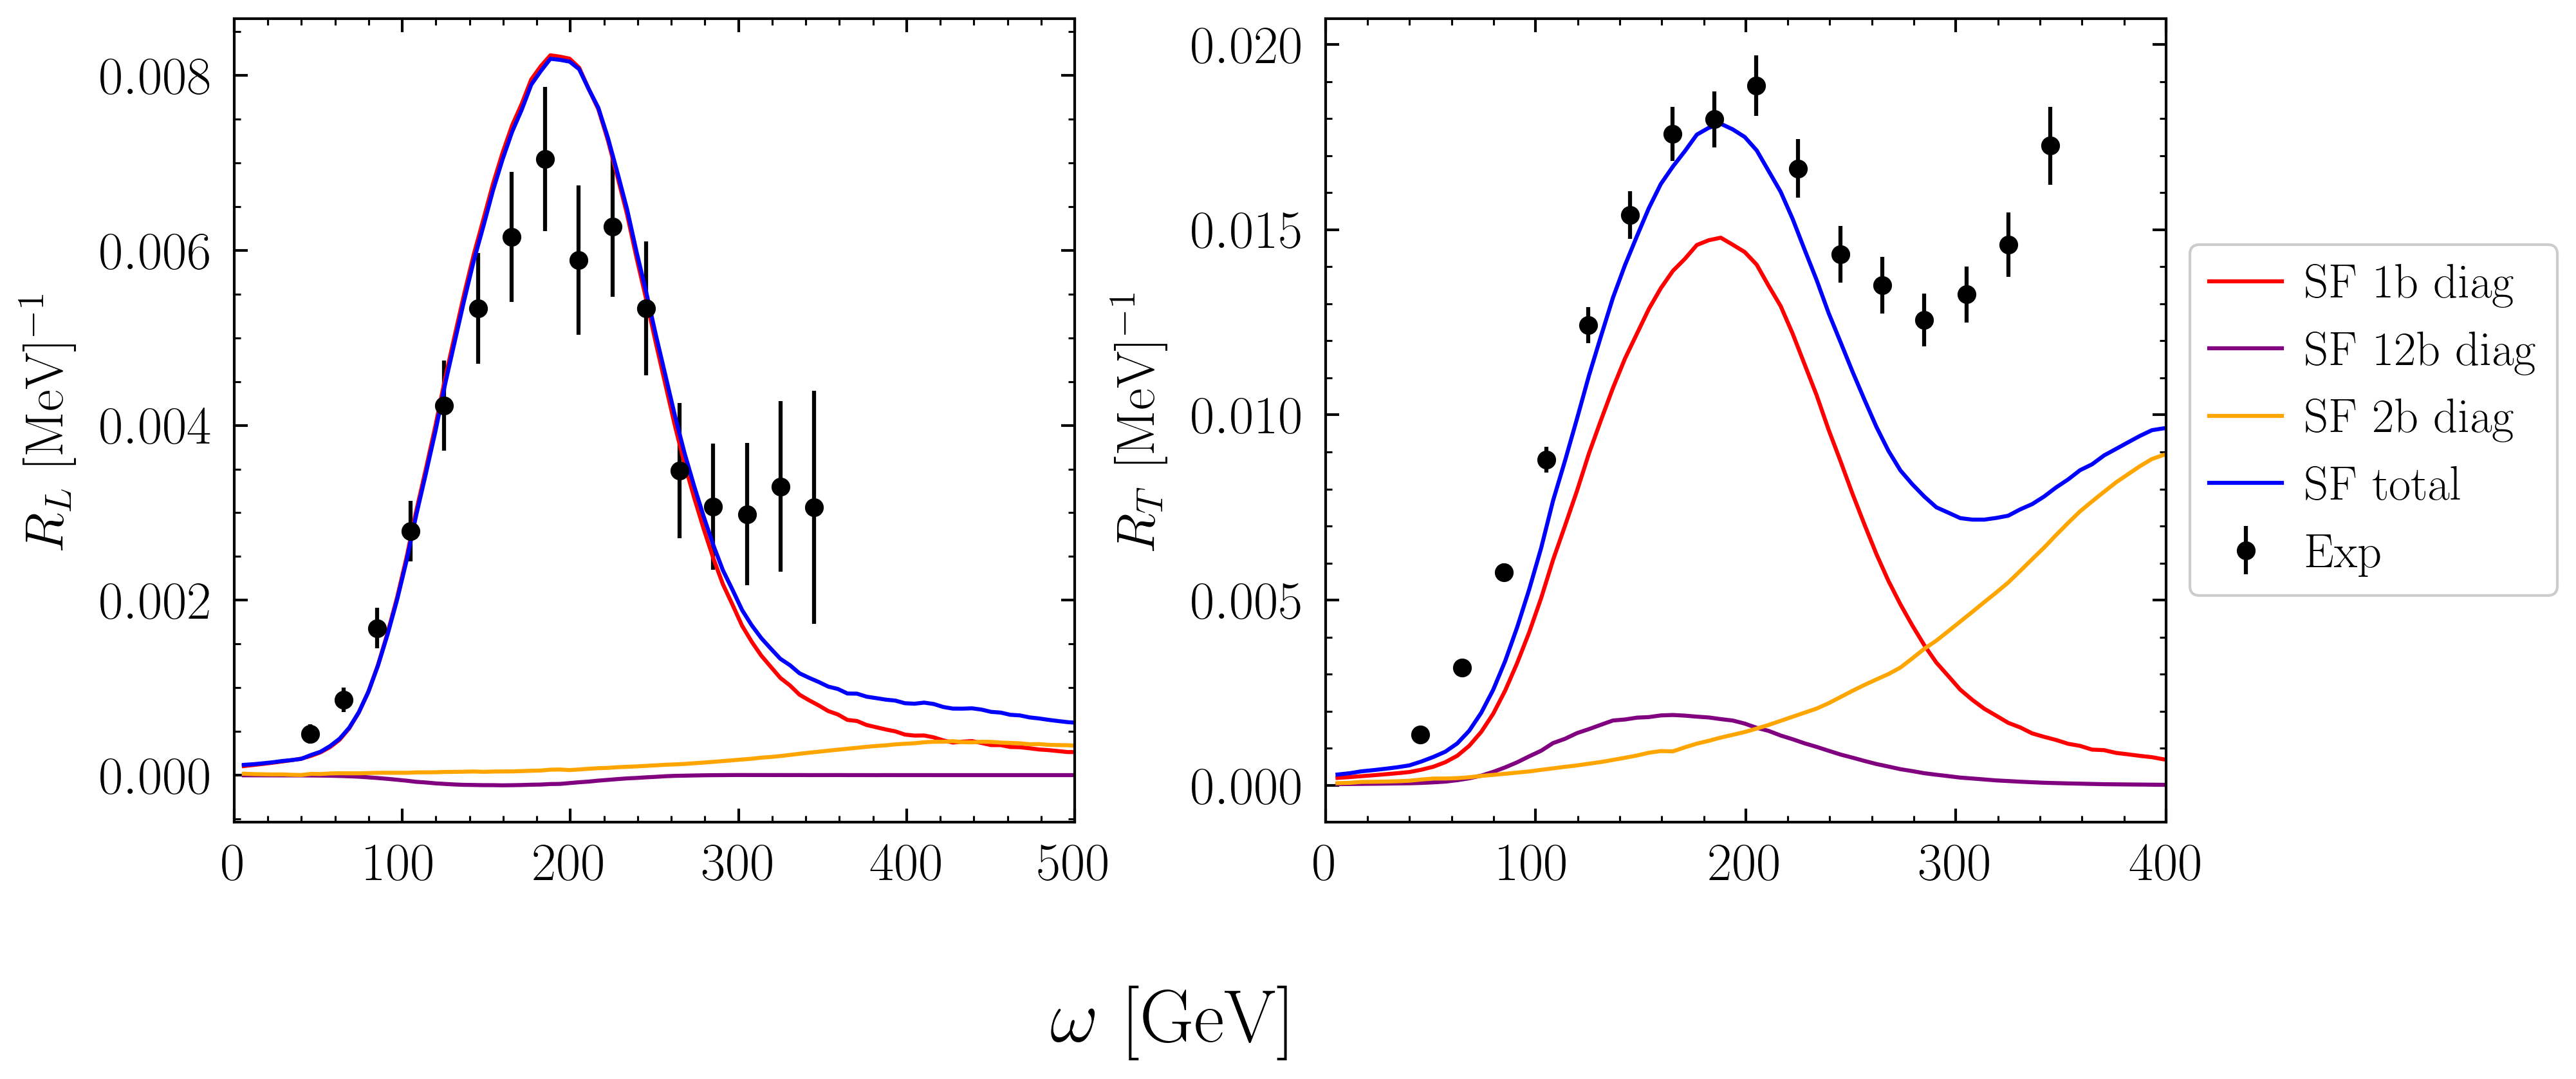 R_L [MeV]^{-1}
0.008
0.006
0.004
0.002
0.000
0 100 200 300 400 500
R_T [MeV]^{-1}
0.020
0.015
0.010
0.005
0.000
0 100 200 300 400
SF 1b diag
SF 12b diag
SF 2b diag
SF total
Exp
ω [GeV]